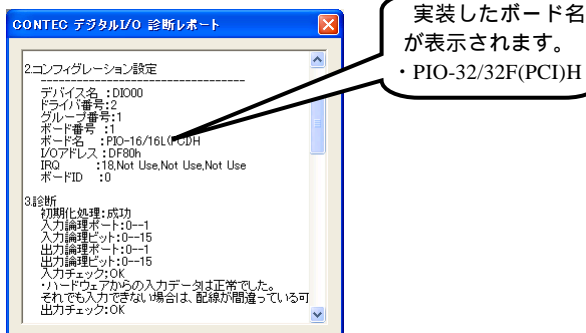 CONTEC デジタルI/O 診断レポート
2.コンフィグレーション設定
----------------------------------
デバイス名 :DIO00
ドライバ番号:2
グループ番号:1
ボード番号 :1
ボード名 :PIO-16/16L(PCI)H
I/Oアドレス :DF80h
IRQ :18,Not Use,Not Use,Not Use
ボードID :0
3.診断
初期化処理:成功
入力論理ポート:0--1
入力論理ビット:0--15
出力論理ポート:0--1
出力論理ビット:0--15
入力チェック:OK
・ハードウェアからの入力データは正常でした。
それでも入力できない場合は、配線が間違っている可
出力チェック:OK
実装したボード名
が表示されます。
・PIO-32/32F(PCI)H